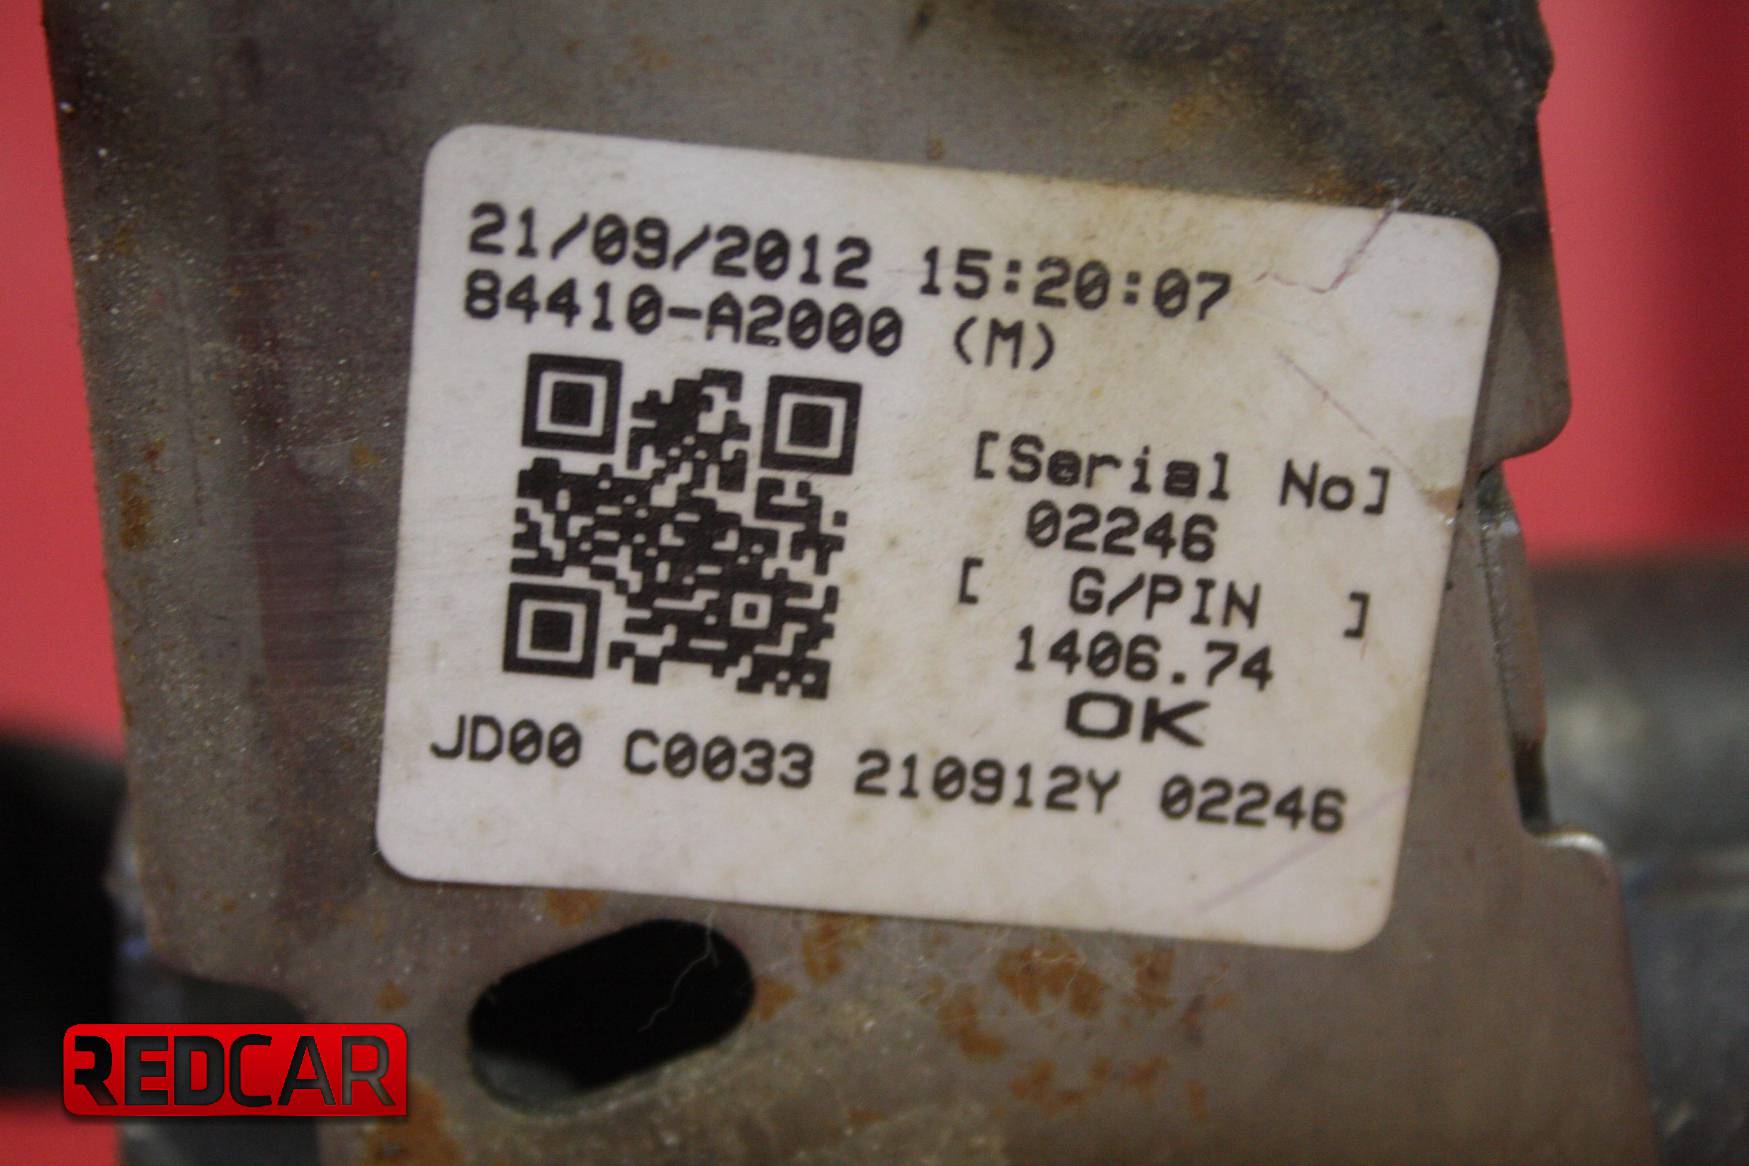 21/09/2012 15:20:07
84410-A2000 (M)
[Serial No]
02246
[ G/PIN ]
1406.74
OK
JD00 C0033 210912Y 02246
REDCAR